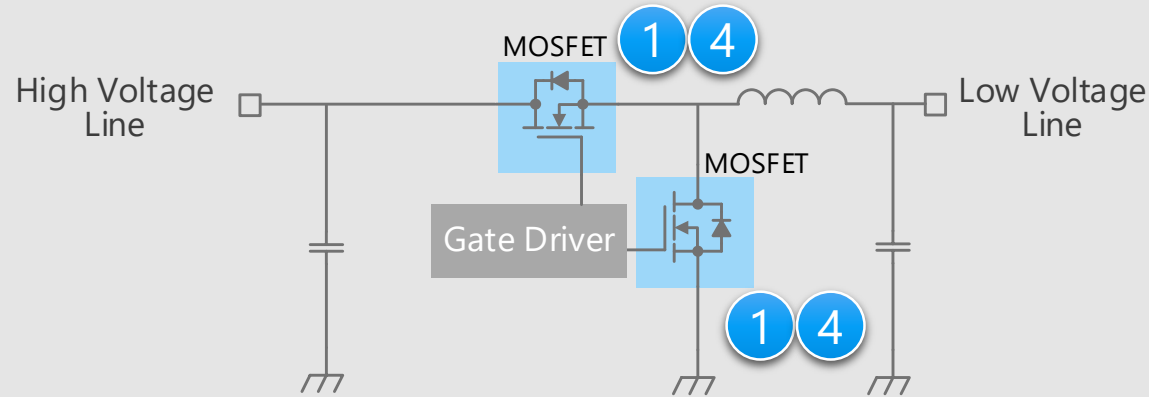 MOSFET
1 4
High Voltage
Line
Low Voltage
Line
MOSFET
Gate Driver
1 4